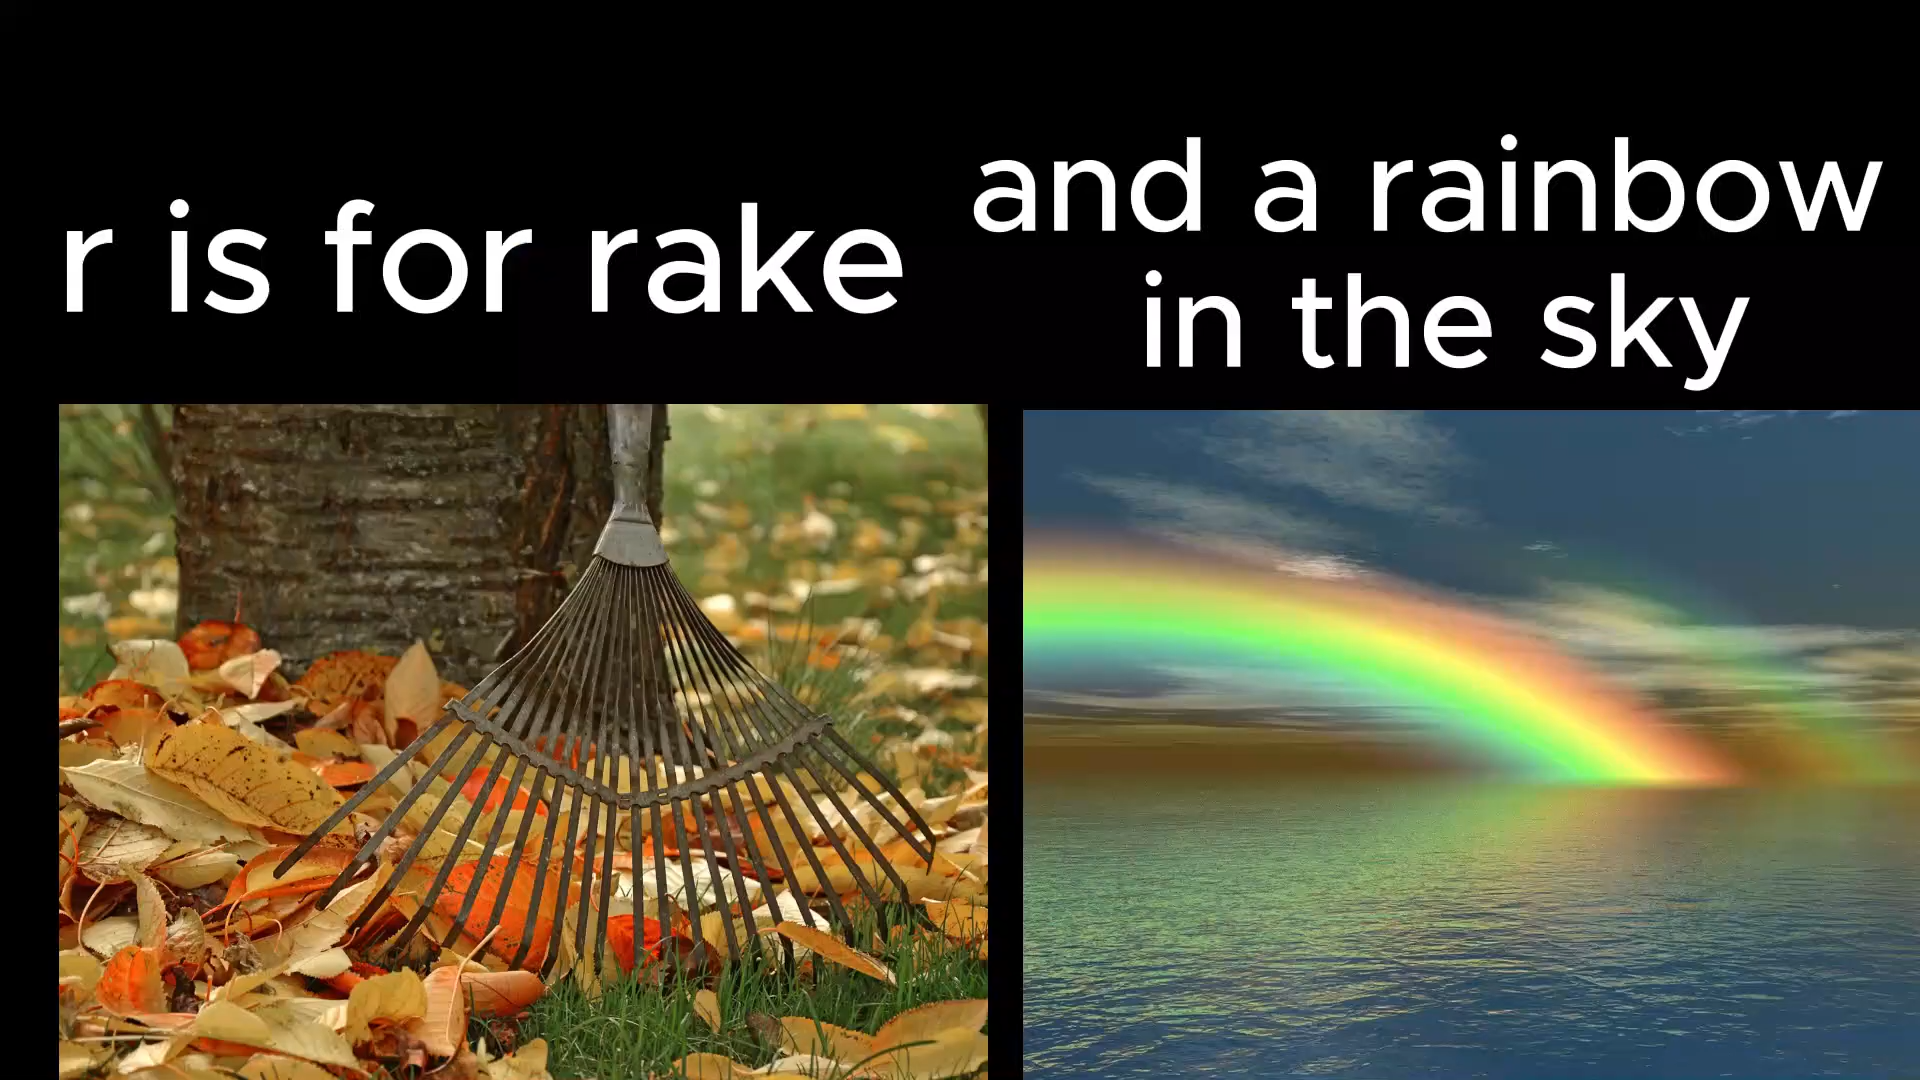 r is for rake
and a rainbow
in the sky